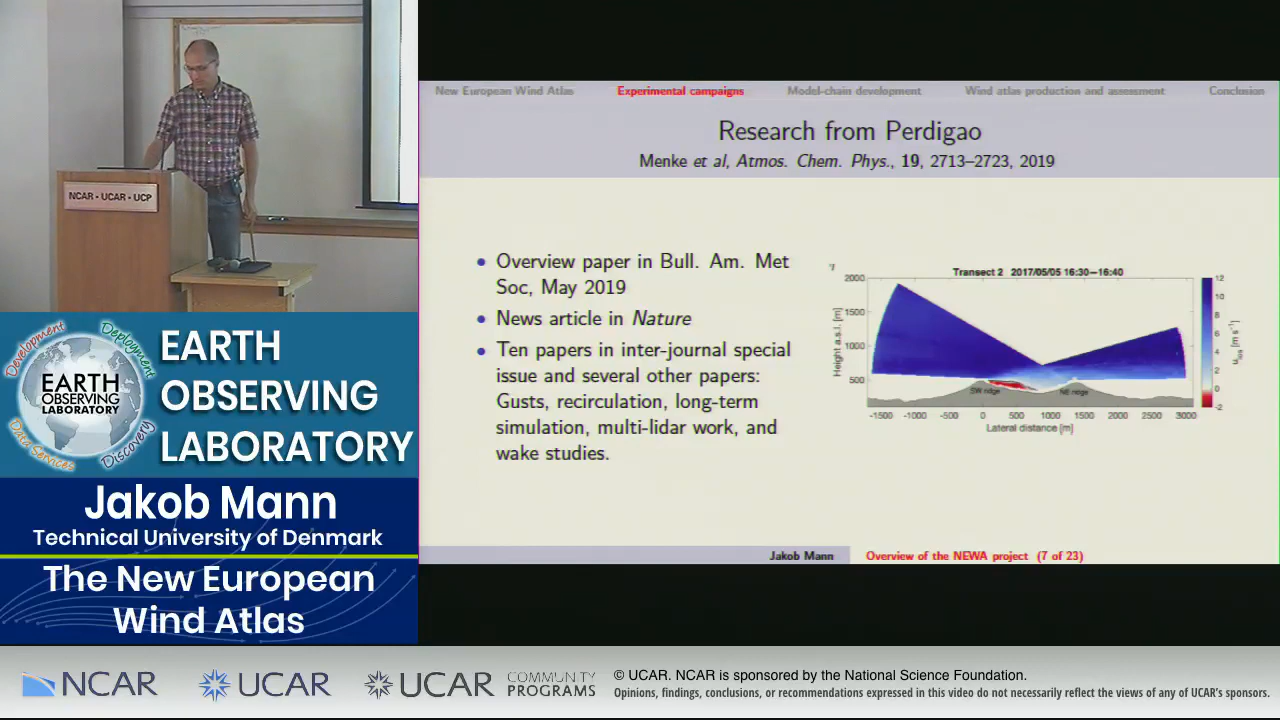 NCAR • UCAR • UCP
Development
Deployment
EARTH
OBSERVING
LABORATORY
Data Services
Discovery
EARTH
OBSERVING
LABORATORY
Jakob Mann
Technical University of Denmark
The New European
Wind Atlas
New European Wind Atlas
Experimental campaigns
Model-chain development
Wind atlas production and assessment
Conclusion
Research from Perdigao
Menke et al, Atmos. Chem. Phys., 19, 2713–2723, 2019
• Overview paper in Bull. Am. Met
Soc, May 2019
• News article in Nature
• Ten papers in inter-journal special
issue and several other papers:
Gusts, recirculation, long-term
simulation, multi-lidar work, and
wake studies.
Transect 2 2017/05/05 16:30−16:40
2000
1500
1000
500
Height a.s.l. [m]
SW ridge
NE ridge
-1500 -1000 -500 0 500 1000 1500 2000 2500 3000
Lateral distance [m]
12
10
8
6
4
2
0
-2
Jakob Mann
Overview of the NEWA project (7 of 23)
NCAR
UCAR
UCAR
COMMUNITY
PROGRAMS
© UCAR. NCAR is sponsored by the National Science Foundation.
Opinions, findings, conclusions, or recommendations expressed in this video do not necessarily reflect the views of any of UCAR's sponsors.